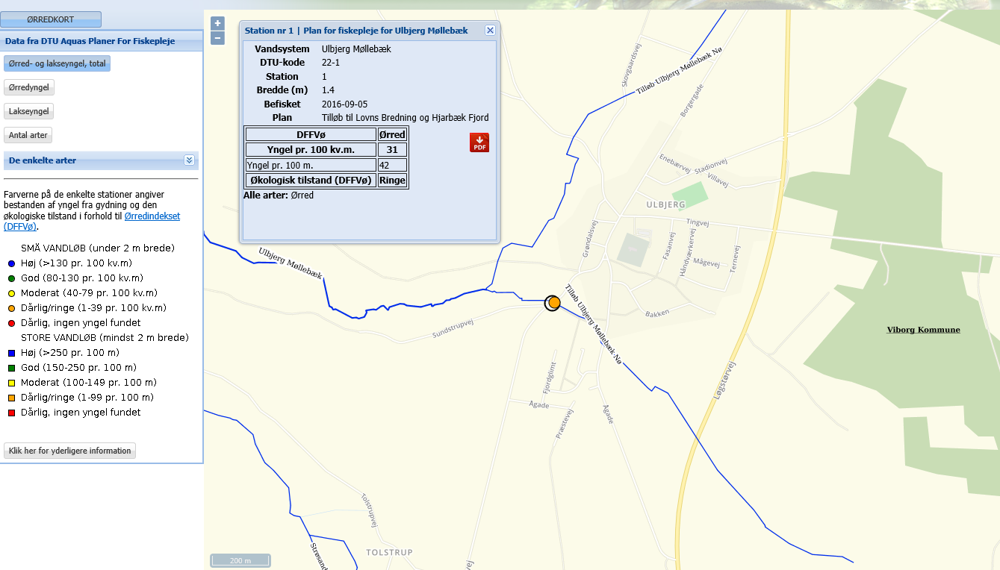 ØRREDKORT
Data fra DTU Aquas Planer For Fiskepleje
Ørred- og lakseyngel, total
Ørredyngel
Lakseyngel
Antal arter
De enkelte arter
Farverne på de enkelte stationer angiver
bestanden af yngel fra gydning og den
økologiske tilstand i forhold til Ørredindekset
(DFFVø).
SMÅ VANDLØB (under 2 m brede)
Høj (>130 pr. 100 kv.m)
God (80-130 pr. 100 kv.m)
Moderat (40-79 pr. 100 kv.m)
Dårlig/ringe (1-39 pr. 100 kv.m)
Dårlig, ingen yngel fundet
STORE VANDLØB (mindst 2 m brede)
Høj (>250 pr. 100 m)
God (150-250 pr. 100 m)
Moderat (100-149 pr. 100 m)
Dårlig/ringe (1-99 pr. 100 m)
Dårlig, ingen yngel fundet
Klik her for yderligere information
+
−
Station nr 1 | Plan for fiskepleje for Ulbjerg Møllebæk
Vandsystem Ulbjerg Møllebæk
DTU-kode 22-1
Station 1
Bredde (m) 1.4
Befisket 2016-09-05
Plan Tilløb til Lovns Bredning og Hjarbæk Fjord
DFFVø Ørred
Yngel pr. 100 kv.m. 31
Yngel pr. 100 m. 42
Økologisk tilstand (DFFVø) Ringe
Alle arter: Ørred
PDF
Skovgaardsvej
Tilløb Ulbjerg Møllebæk Nø
Borgergade
Enebærvej
Stadionvej
Villavej
ULBJERG
Tingvej
Grøndalsvej
Fasanvej
Håndværkervej
Mågevej
Ternevej
Ulbjerg Møllebæk
Tilløb Ulbjerg Møllebæk Nø
Bakken
Sundstrupvej
Viborg Kommune
Løgstørvej
Fjordglimt
Ågade
Præstevej
Ågade
Tolstrupvej
TOLSTRUP
Strøsand
200 m